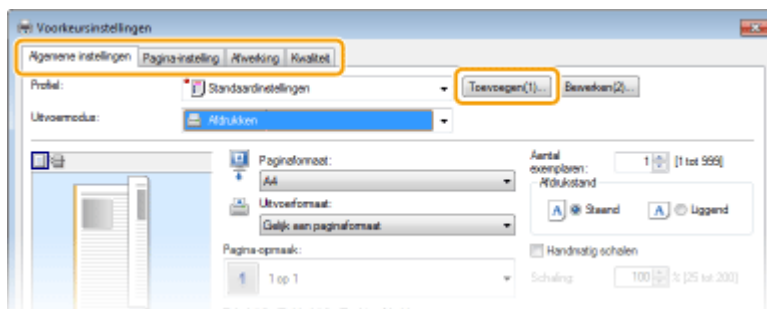 Voorkeursinstellingen
Algemene instellingen Pagina-instelling Afwerking Kwaliteit
Profiel: Standaardinstellingen Toevoegen(1)... Bewerken(2)...
Uitvoermodus: Afdrukken
Paginaformaat:
A4
Uitvoerformaat:
Gelijk aan paginaformaat
Pagina-opmaak:
1 1 op 1
Aantal exemplaren: 1 [1 tot 999]
Afdrukstand
A Staand A Liggend
Handmatig schalen
Schaling: 100 % [25 tot 200]